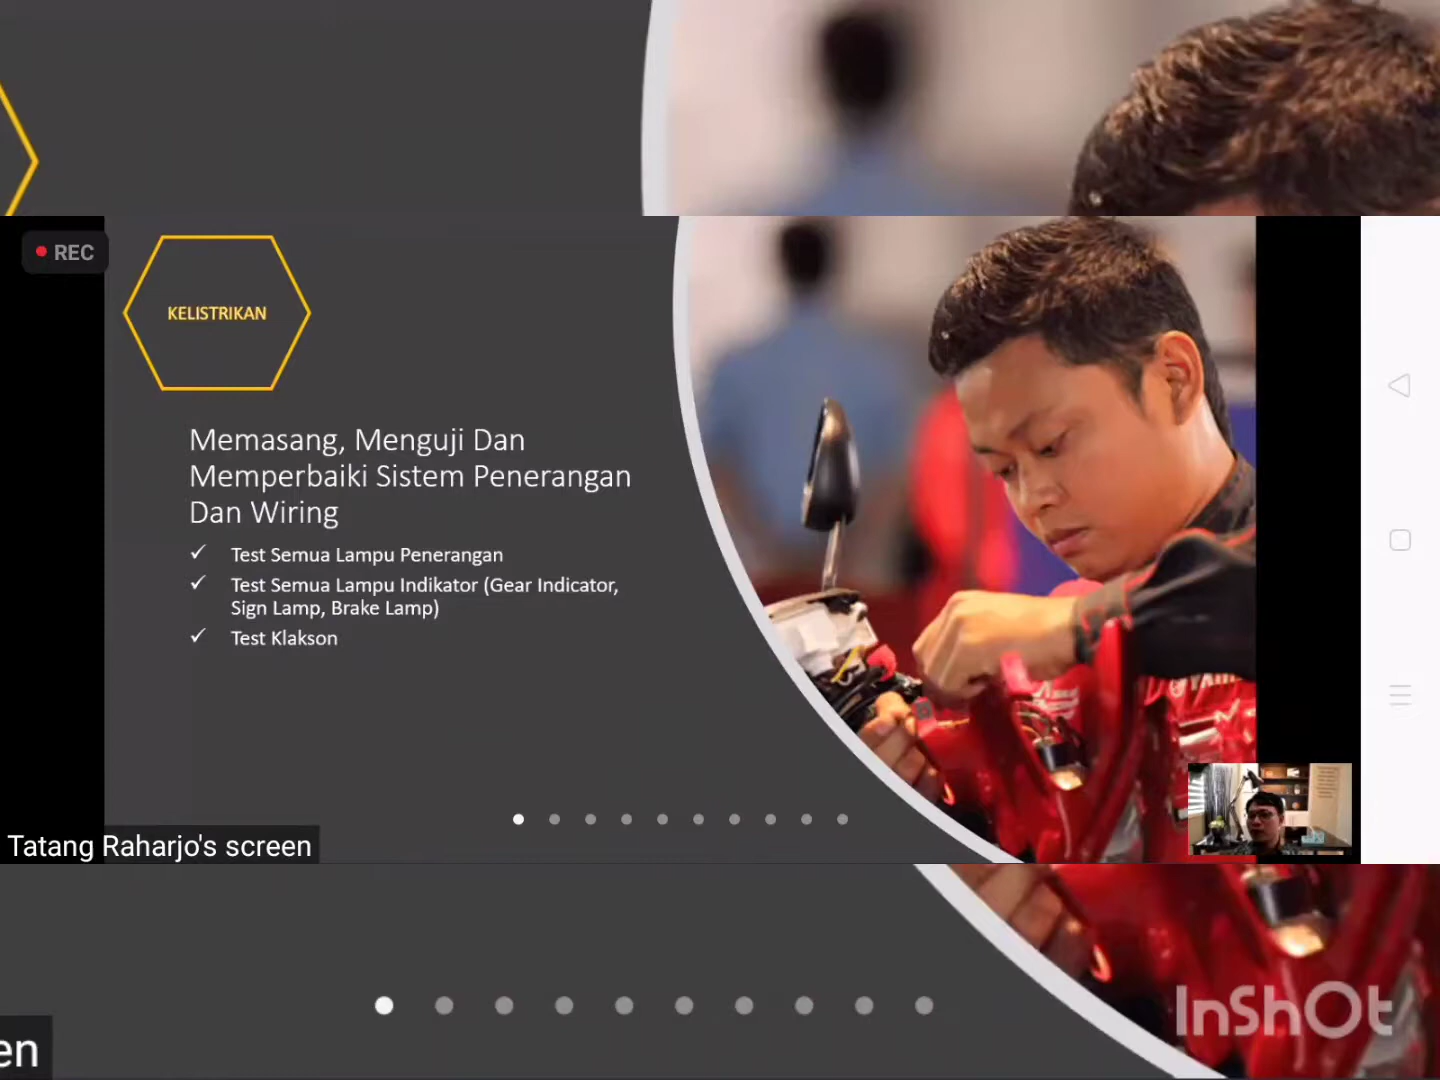 REC
KELISTRIKAN
Memasang, Menguji Dan
Memperbaiki Sistem Penerangan
Dan Wiring
✓ Test Semua Lampu Penerangan
✓ Test Semua Lampu Indikator (Gear Indicator,
Sign Lamp, Brake Lamp)
✓ Test Klakson
Tatang Raharjo's screen
en
InShOt